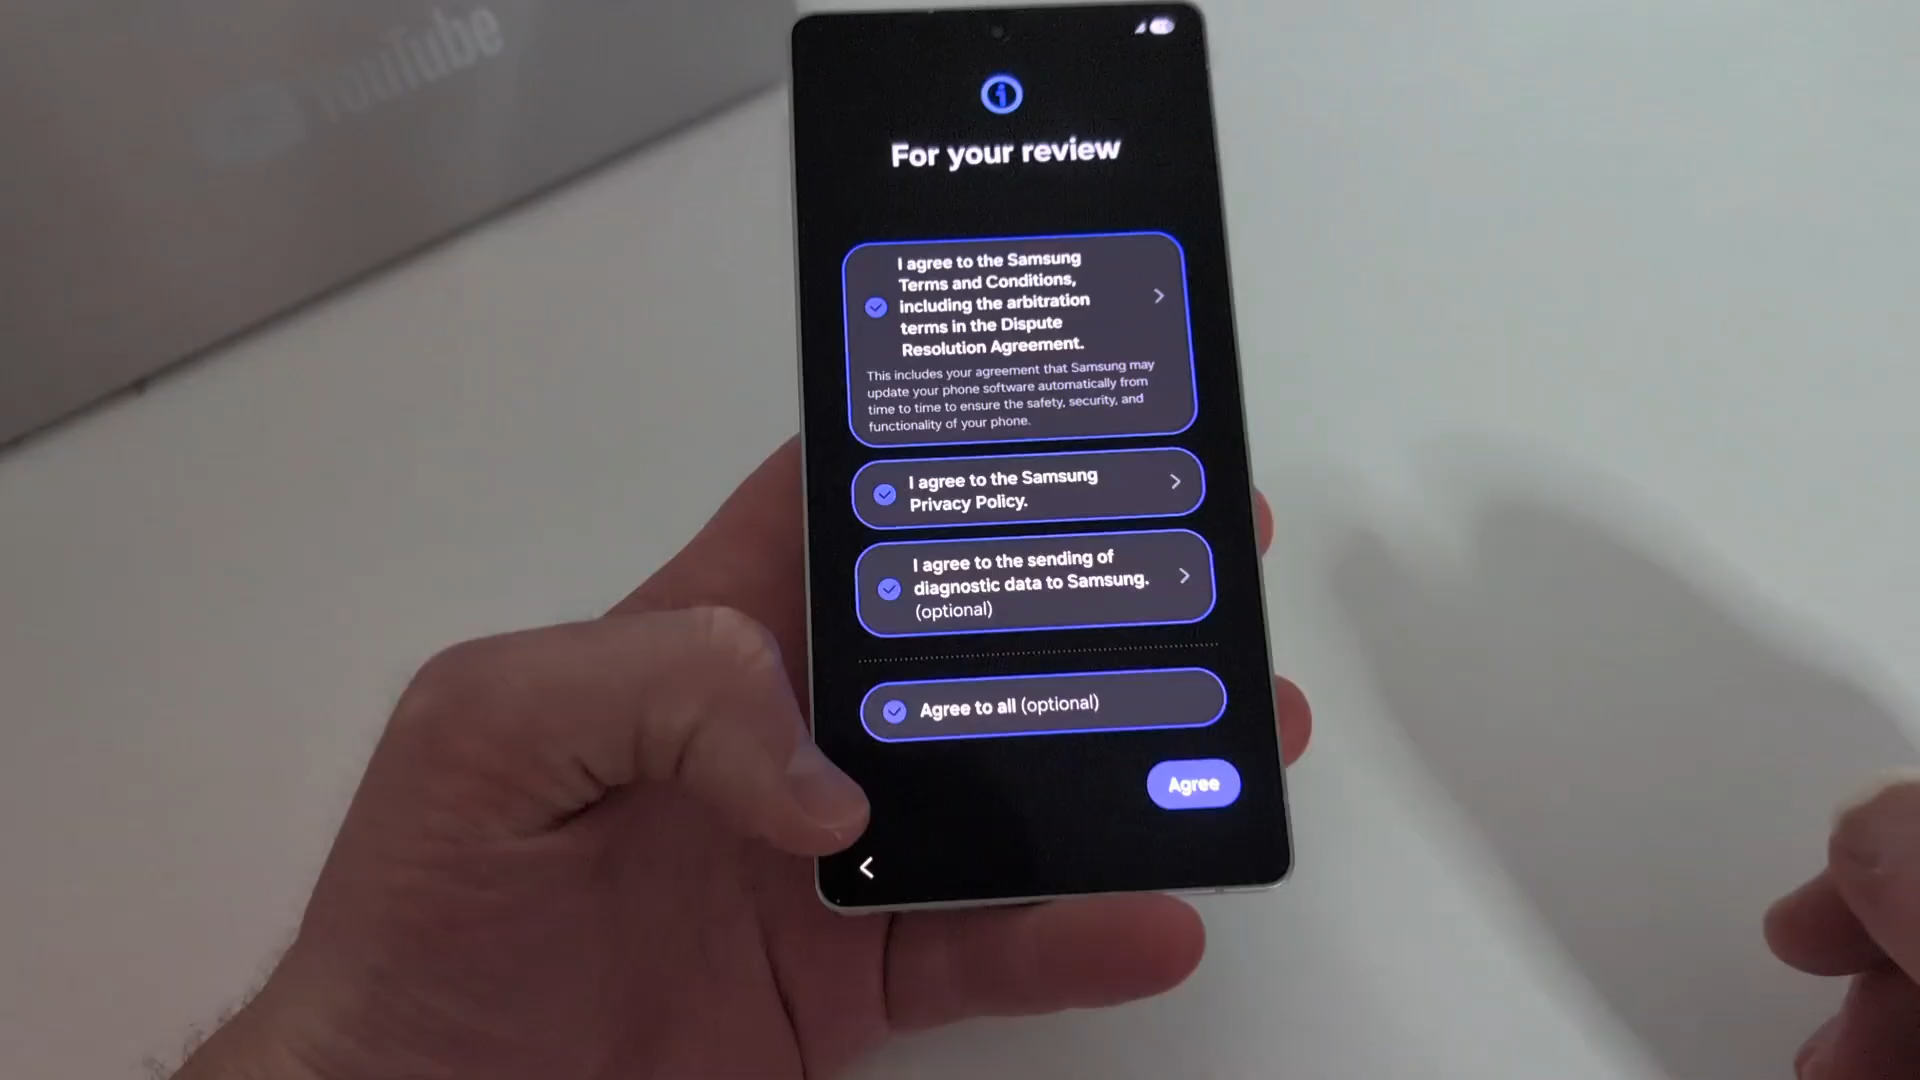 YouTube
For your review
I agree to the Samsung
Terms and Conditions,
including the arbitration
terms in the Dispute
Resolution Agreement.
This includes your agreement that Samsung may
update your phone software automatically from
time to time to ensure the safety, security, and
functionality of your phone.
I agree to the Samsung
Privacy Policy.
I agree to the sending of
diagnostic data to Samsung.
(optional)
Agree to all (optional)
Agree